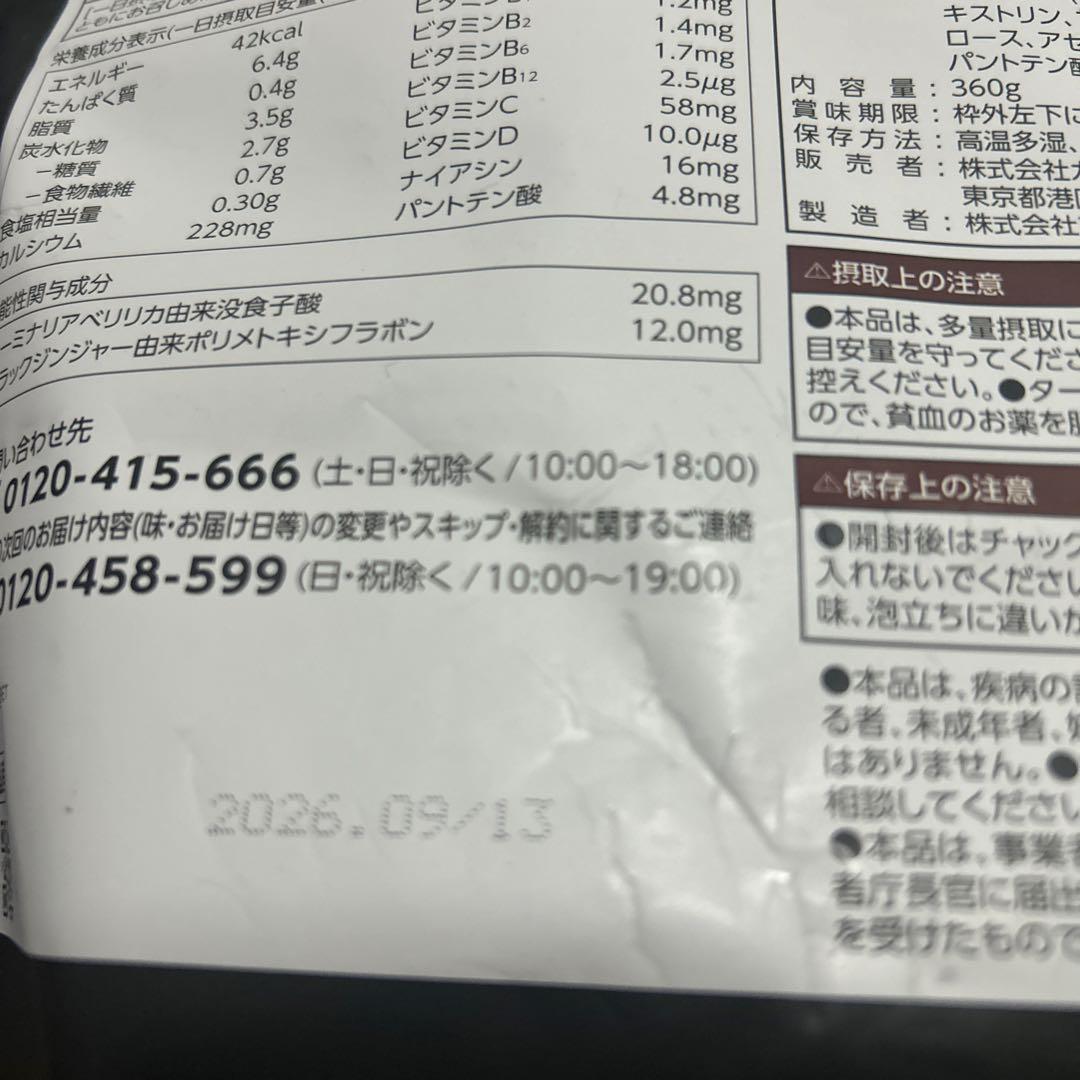 ともにお召し
栄養成分表示(一日摂取目安量
エネルギー 42kcal
たんぱく質 6.4g
脂質 0.4g
炭水化物 3.5g
－糖質 2.7g
－食物繊維 0.7g
食塩相当量 0.30g
カルシウム 228mg
1.2mg
ビタミンB2 1.4mg
ビタミンB6 1.7mg
ビタミンB12 2.5μg
ビタミンC 58mg
ビタミンD 10.0μg
ナイアシン 16mg
パントテン酸 4.8mg
能性関与成分
ーミナリアベリリカ由来没食子酸 20.8mg
ラックジンジャー由来ポリメトキシフラボン 12.0mg
問い合わせ先
0120-415-666 (土・日・祝除く/10:00～18:00)
次回のお届け内容(味・お届け日等)の変更やスキップ・解約に関するご連絡
0120-458-599 (日・祝除く/10:00～19:00)
2026.09/13
キストリン、
ロース、アセ
パントテン酸
内容量：360g
賞味期限：枠外左下に
保存方法：高温多湿、
販売者：株式会社
東京都港区
製造者：株式会社
⚠摂取上の注意
●本品は、多量摂取に
目安量を守ってくださ
控えください。●ター
ので、貧血のお薬を服
⚠保存上の注意
●開封後はチャック
入れないでください
味、泡立ちに違いが
●本品は、疾病の
る者、未成年者、妊
はありません。●
相談してください
●本品は、事業者
者庁長官に届出
を受けたもので